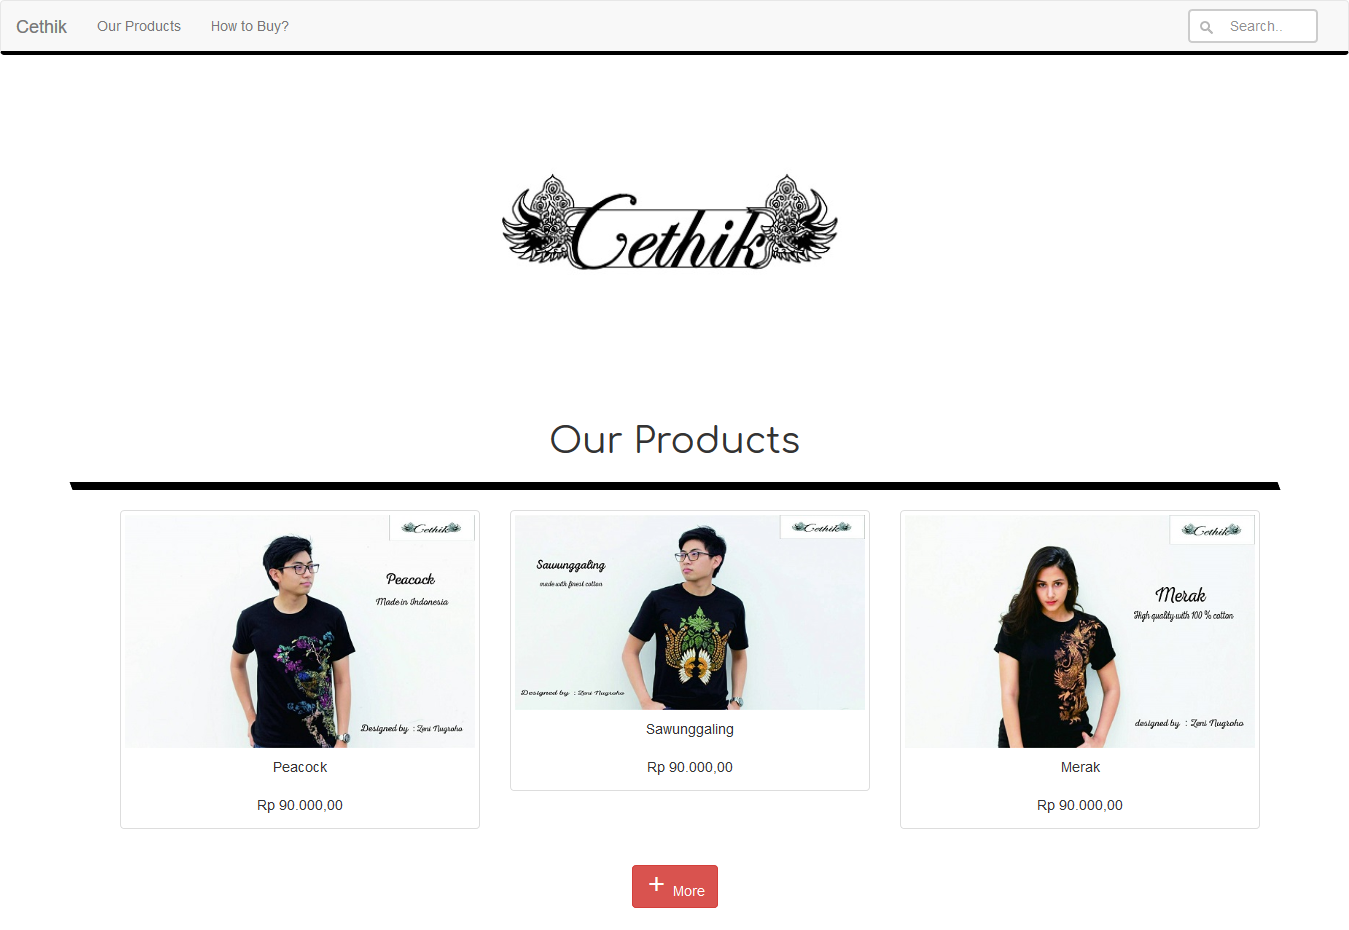 Cethik Our Products How to Buy? Search..
Cethik
Our Products
Cethik
Peacock
Made in Indonesia
Designed by : Zeni Nugroho
Peacock
Rp 90.000,00
Cethik
Sawunggaling
made with finest cotton
Designed by : Zeni Nugroho
Sawunggaling
Rp 90.000,00
Cethik
Merak
High quality with 100 % cotton
designed by : Zeni Nugroho
Merak
Rp 90.000,00
+ More